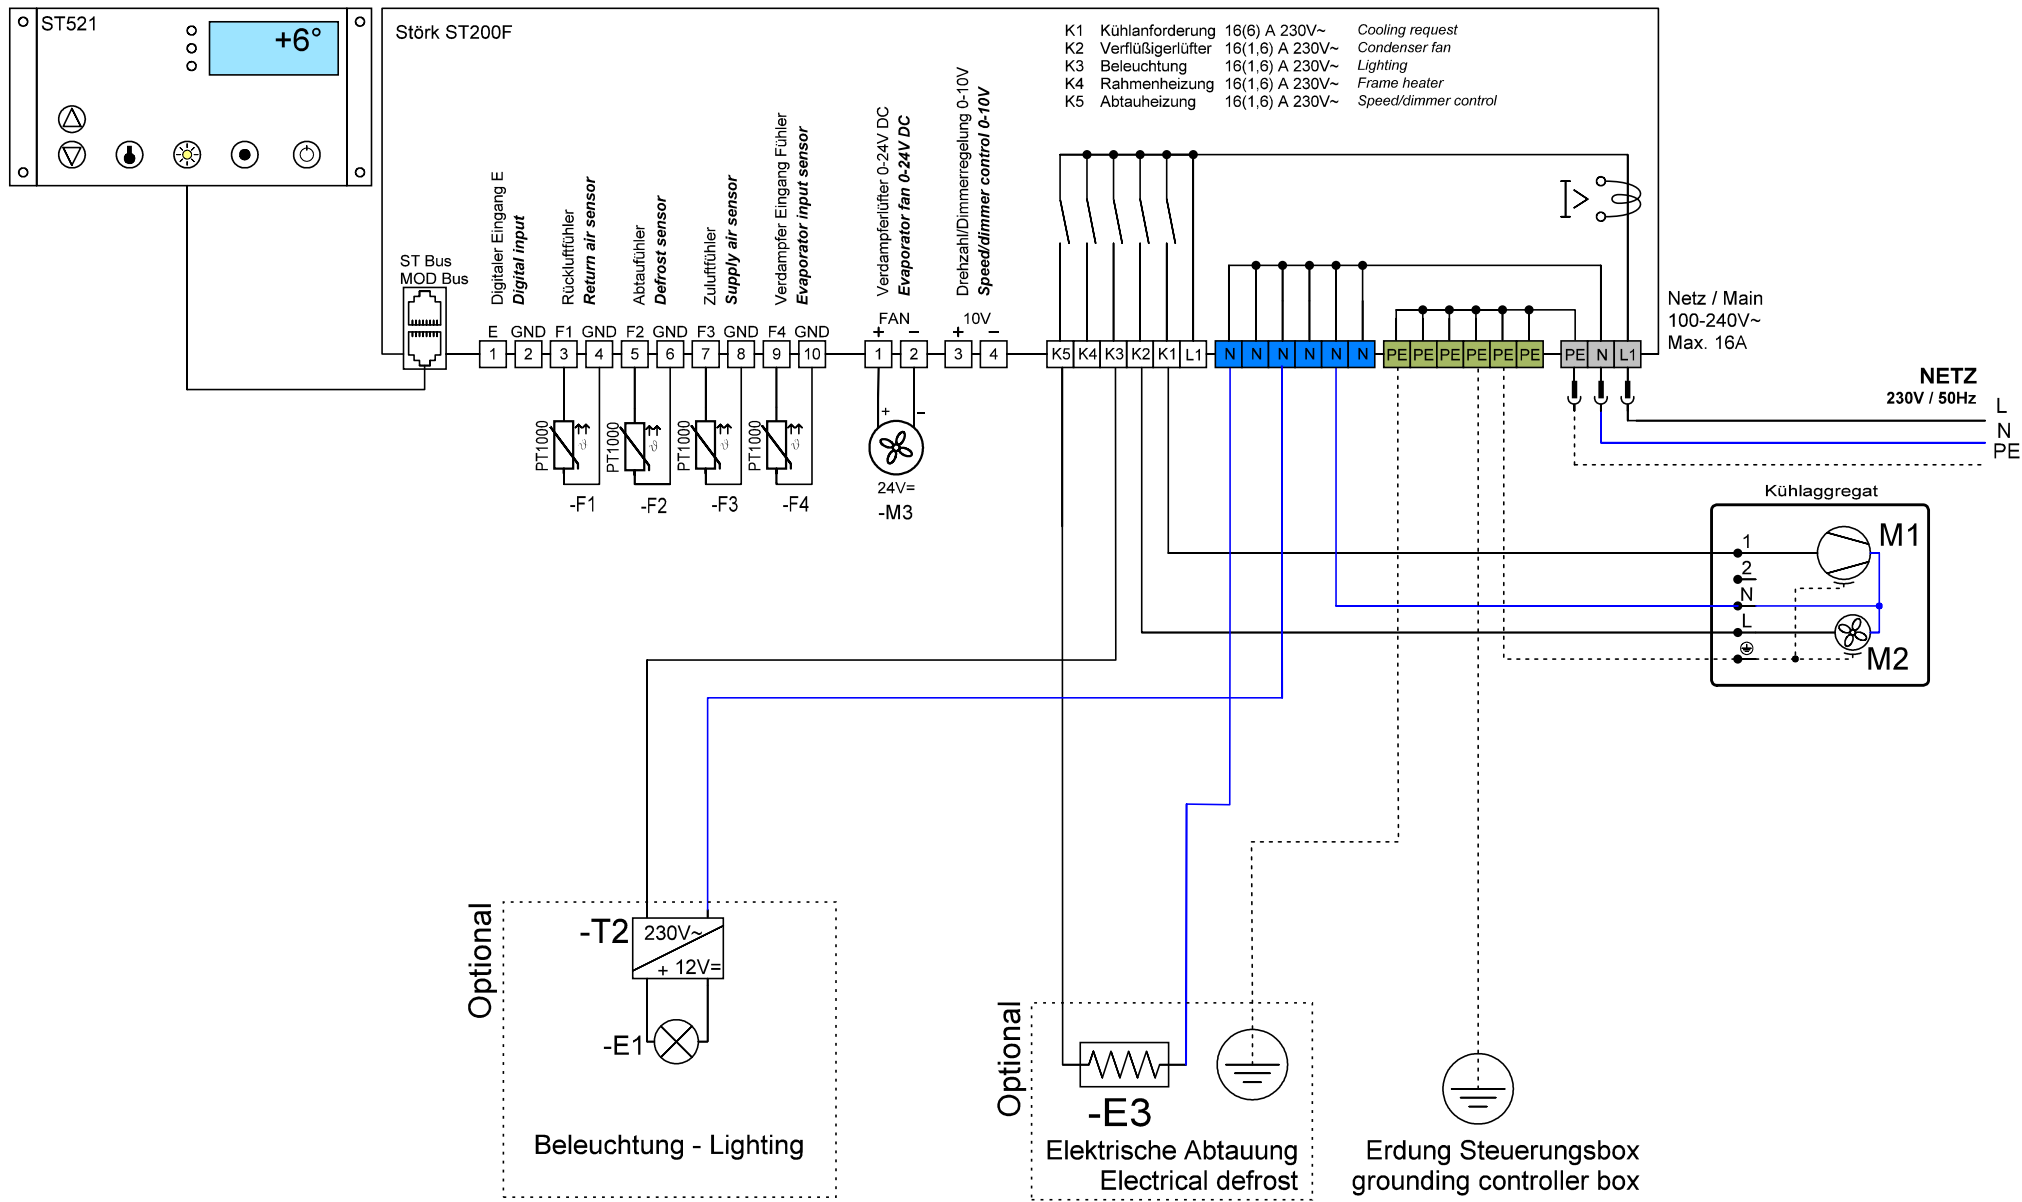 ST521
+6°
Störk ST200F
K1 Kühlanforderung 16(6) A 230V~ Cooling request
K2 Verflüßigerlüfter 16(1,6) A 230V~ Condenser fan
K3 Beleuchtung 16(1,6) A 230V~ Lighting
K4 Rahmenheizung 16(1,6) A 230V~ Frame heater
K5 Abtauheizung 16(1,6) A 230V~ Speed/dimmer control
ST Bus
MOD Bus
Digitaler Eingang E
Digital input
Rückluftfühler
Return air sensor
Abtaufühler
Defrost sensor
Zuluftfühler
Supply air sensor
Verdampfer Eingang Fühler
Evaporator input sensor
Verdampferlüfter 0-24V DC
Evaporator fan 0-24V DC
Drehzahl/Dimmerregelung 0-10V
Speed/dimmer control 0-10V
E GND F1 GND F2 GND F3 GND F4 GND
+ FAN –
+ 10V –
1 2 3 4 5 6 7 8 9 10
1 2 3 4
K5 K4 K3 K2 K1 L1
N N N N N N
PE PE PE PE PE PE
PE N L1
I >
Netz / Main
100-240V~
Max. 16A
NETZ
230V / 50Hz
L
N
PE
PT1000 ϑ
-F1
PT1000 ϑ
-F2
PT1000 ϑ
-F3
PT1000 ϑ
-F4
+ –
24V=
-M3
Kühlaggregat
1
2
N
L
M1
M2
Optional
-T2
230V~
+ 12V=
-E1
Beleuchtung - Lighting
Optional
-E3
Elektrische Abtauung
Electrical defrost
Erdung Steuerungsbox
grounding controller box